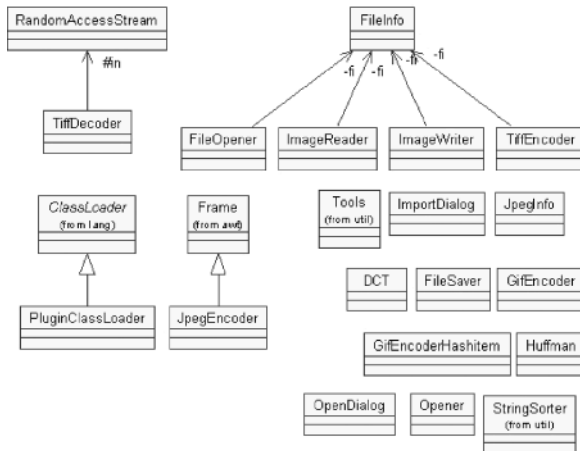 RandomAccessStream
FileInfo
#in
-fi
-fi
-fi
-fi
TiffDecoder
FileOpener
ImageReader
ImageWriter
TiffEncoder
ClassLoader
(from lang)
Frame
(from awt)
Tools
(from util)
ImportDialog
JpegInfo
DCT
FileSaver
GifEncoder
PluginClassLoader
JpegEncoder
GifEncoderHashitem
Huffman
OpenDialog
Opener
StringSorter
(from util)